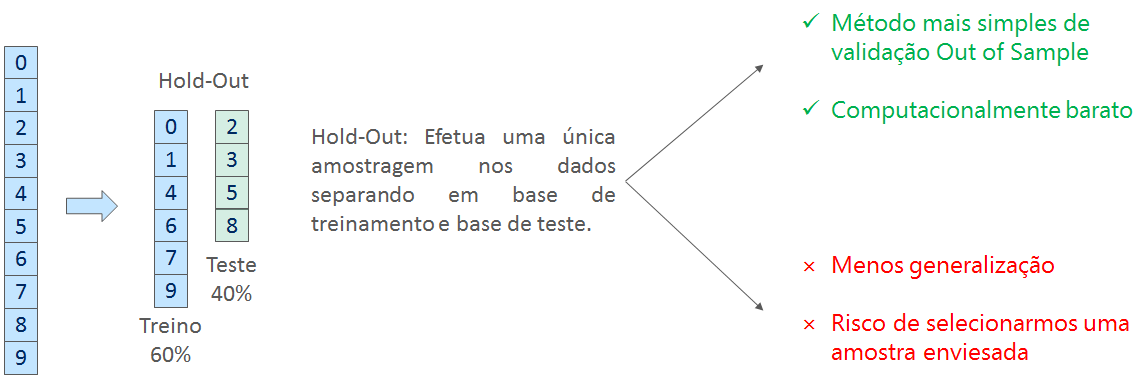 0
1
2
3
4
5
6
7
8
9
Hold-Out
0
1
4
6
7
9
Treino
60%
2
3
5
8
Teste
40%
Hold-Out: Efetua uma única
amostragem nos dados
separando em base de
treinamento e base de teste.
✓ Método mais simples de
validação Out of Sample
✓ Computacionalmente barato
× Menos generalização
× Risco de selecionarmos uma
amostra enviesada